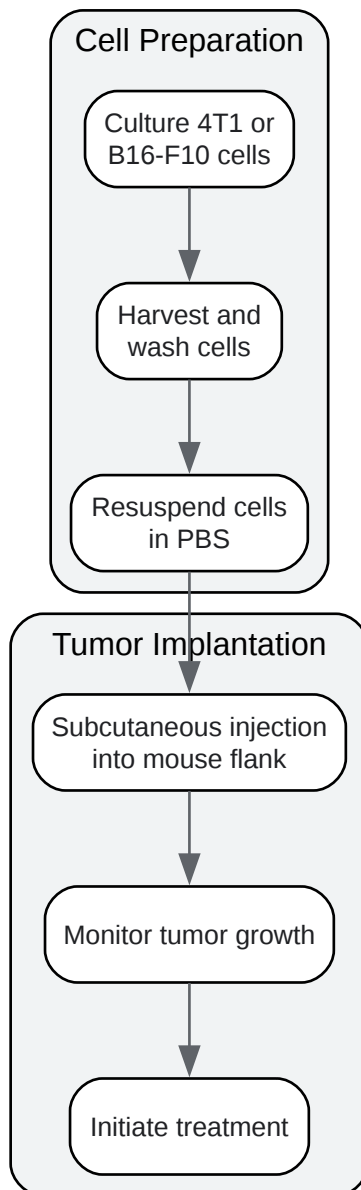 Cell Preparation
Culture 4T1 or
B16-F10 cells
Harvest and
wash cells
Resuspend cells
in PBS
Tumor Implantation
Subcutaneous injection
into mouse flank
Monitor tumor growth
Initiate treatment